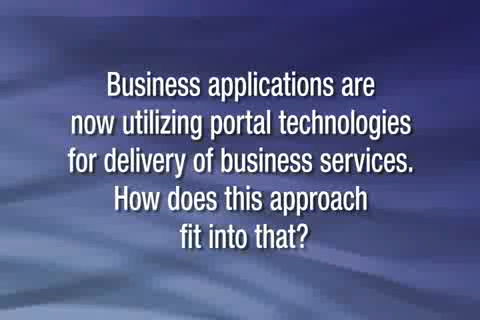 Business applications are
now utilizing portal technologies
for delivery of business services.
How does this approach
fit into that?